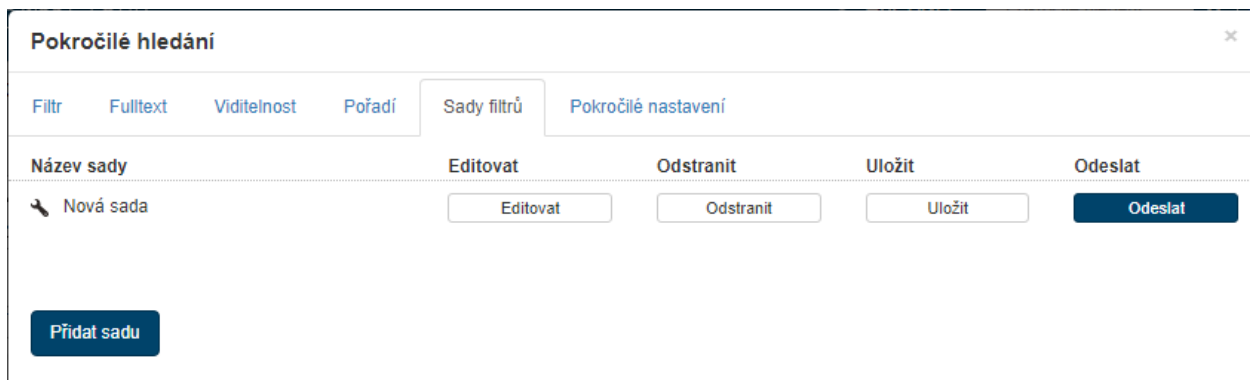 Pokročilé hledání ×
Filtr Fulltext Viditelnost Pořadí Sady filtrů Pokročilé nastavení
Název sady Editovat Odstranit Uložit Odeslat
Nová sada Editovat Odstranit Uložit Odeslat
Přidat sadu